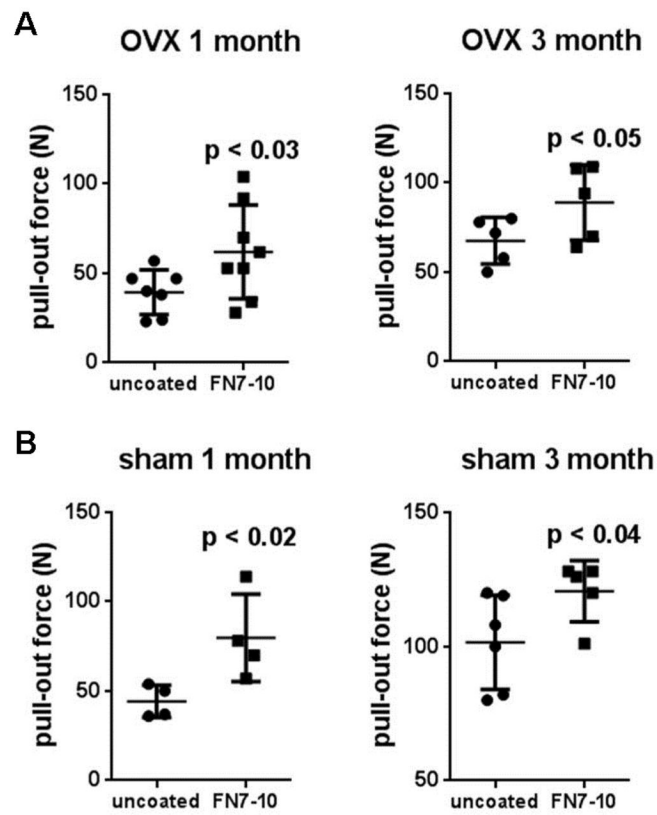 A
OVX 1 month
OVX 3 month
pull-out force (N)
150
100
50
0
p < 0.03
uncoated FN7-10
pull-out force (N)
150
100
50
0
p < 0.05
uncoated FN7-10
B
sham 1 month
sham 3 month
pull-out force (N)
150
100
50
0
p < 0.02
uncoated FN7-10
pull-out force (N)
150
100
50
p < 0.04
uncoated FN7-10